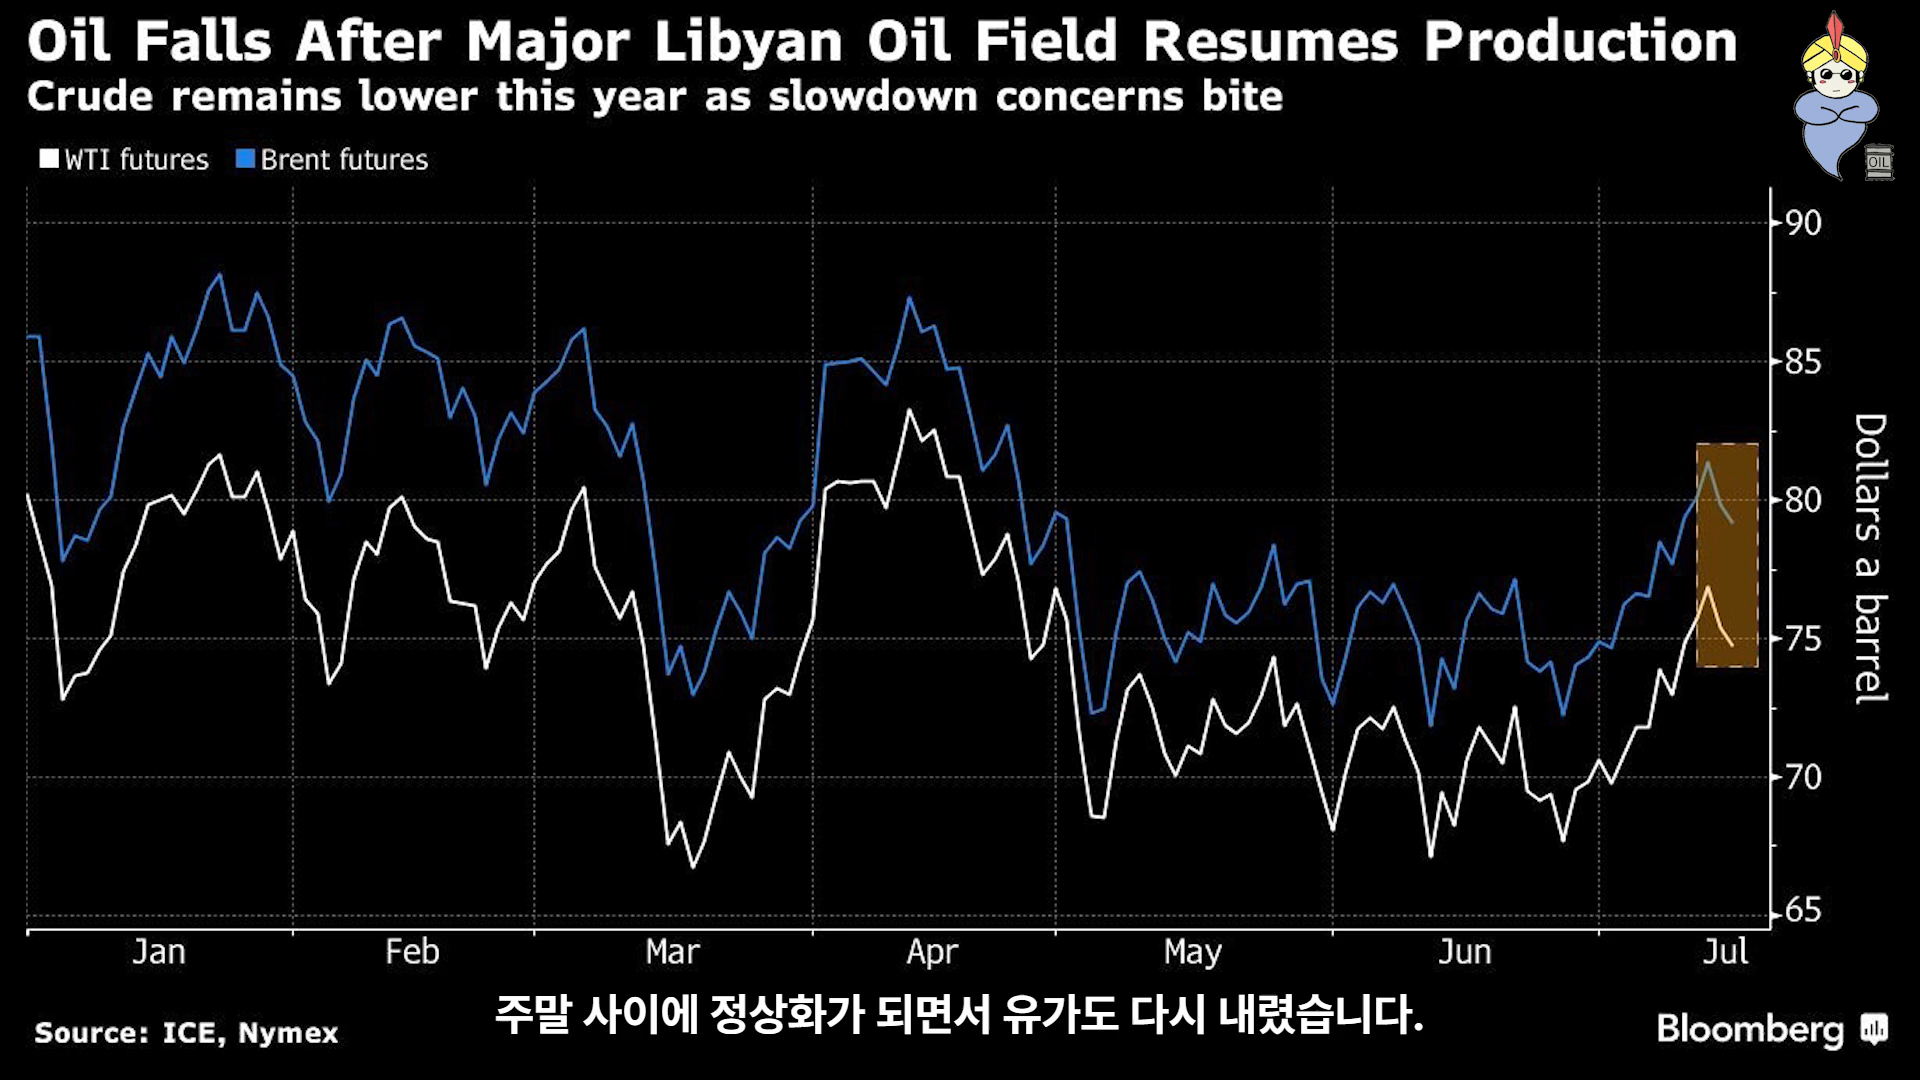 Oil Falls After Major Libyan Oil Field Resumes Production
Crude remains lower this year as slowdown concerns bite
WTI futures Brent futures
OIL
90
85
80
75
70
65
Dollars a barrel
Jan Feb Mar Apr May Jun Jul
주말 사이에 정상화가 되면서 유가도 다시 내렸습니다.
Source: ICE, Nymex
Bloomberg